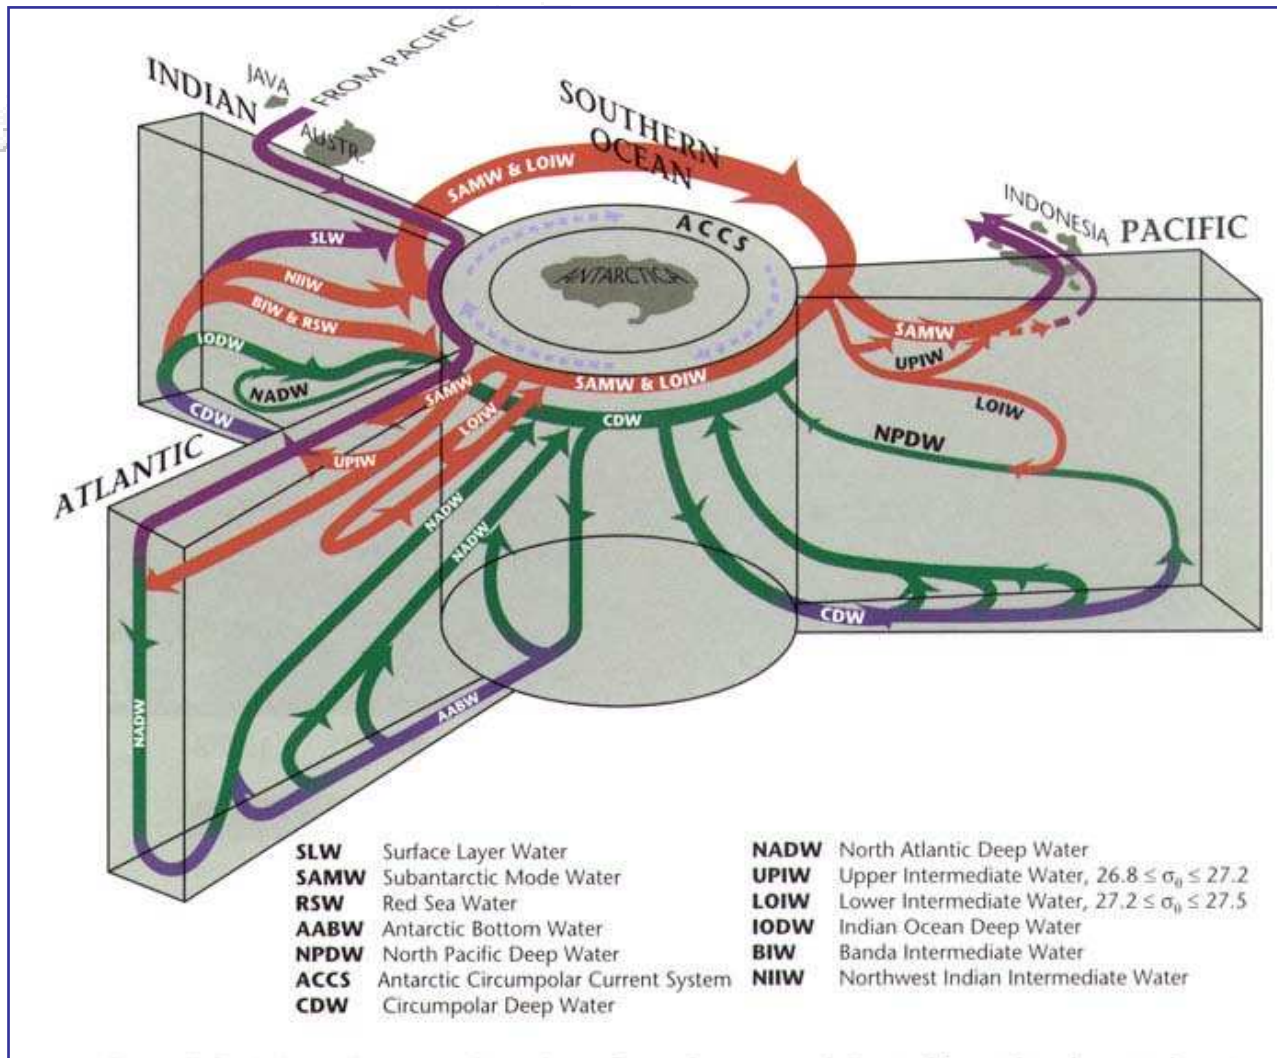 INDIAN
JAVA
FROM PACIFIC
AUSTR.
SOUTHERN
OCEAN
SAMW & LOIW
ACCS
ANTARCTICA
INDONESIA
PACIFIC
SLW
NIIW
BIW & RSW
IODW
NADW
CDW
SAMW
LOIW
UPIW
SAMW & LOIW
CDW
SAMW
UPIW
LOIW
NPDW
ATLANTIC
NADW
NADW
CDW
AABW
NADW
SLW Surface Layer Water
SAMW Subantarctic Mode Water
RSW Red Sea Water
AABW Antarctic Bottom Water
NPDW North Pacific Deep Water
ACCS Antarctic Circumpolar Current System
CDW Circumpolar Deep Water
NADW North Atlantic Deep Water
UPIW Upper Intermediate Water, 26.8 ≤ σθ ≤ 27.2
LOIW Lower Intermediate Water, 27.2 ≤ σθ ≤ 27.5
IODW Indian Ocean Deep Water
BIW Banda Intermediate Water
NIIW Northwest Indian Intermediate Water